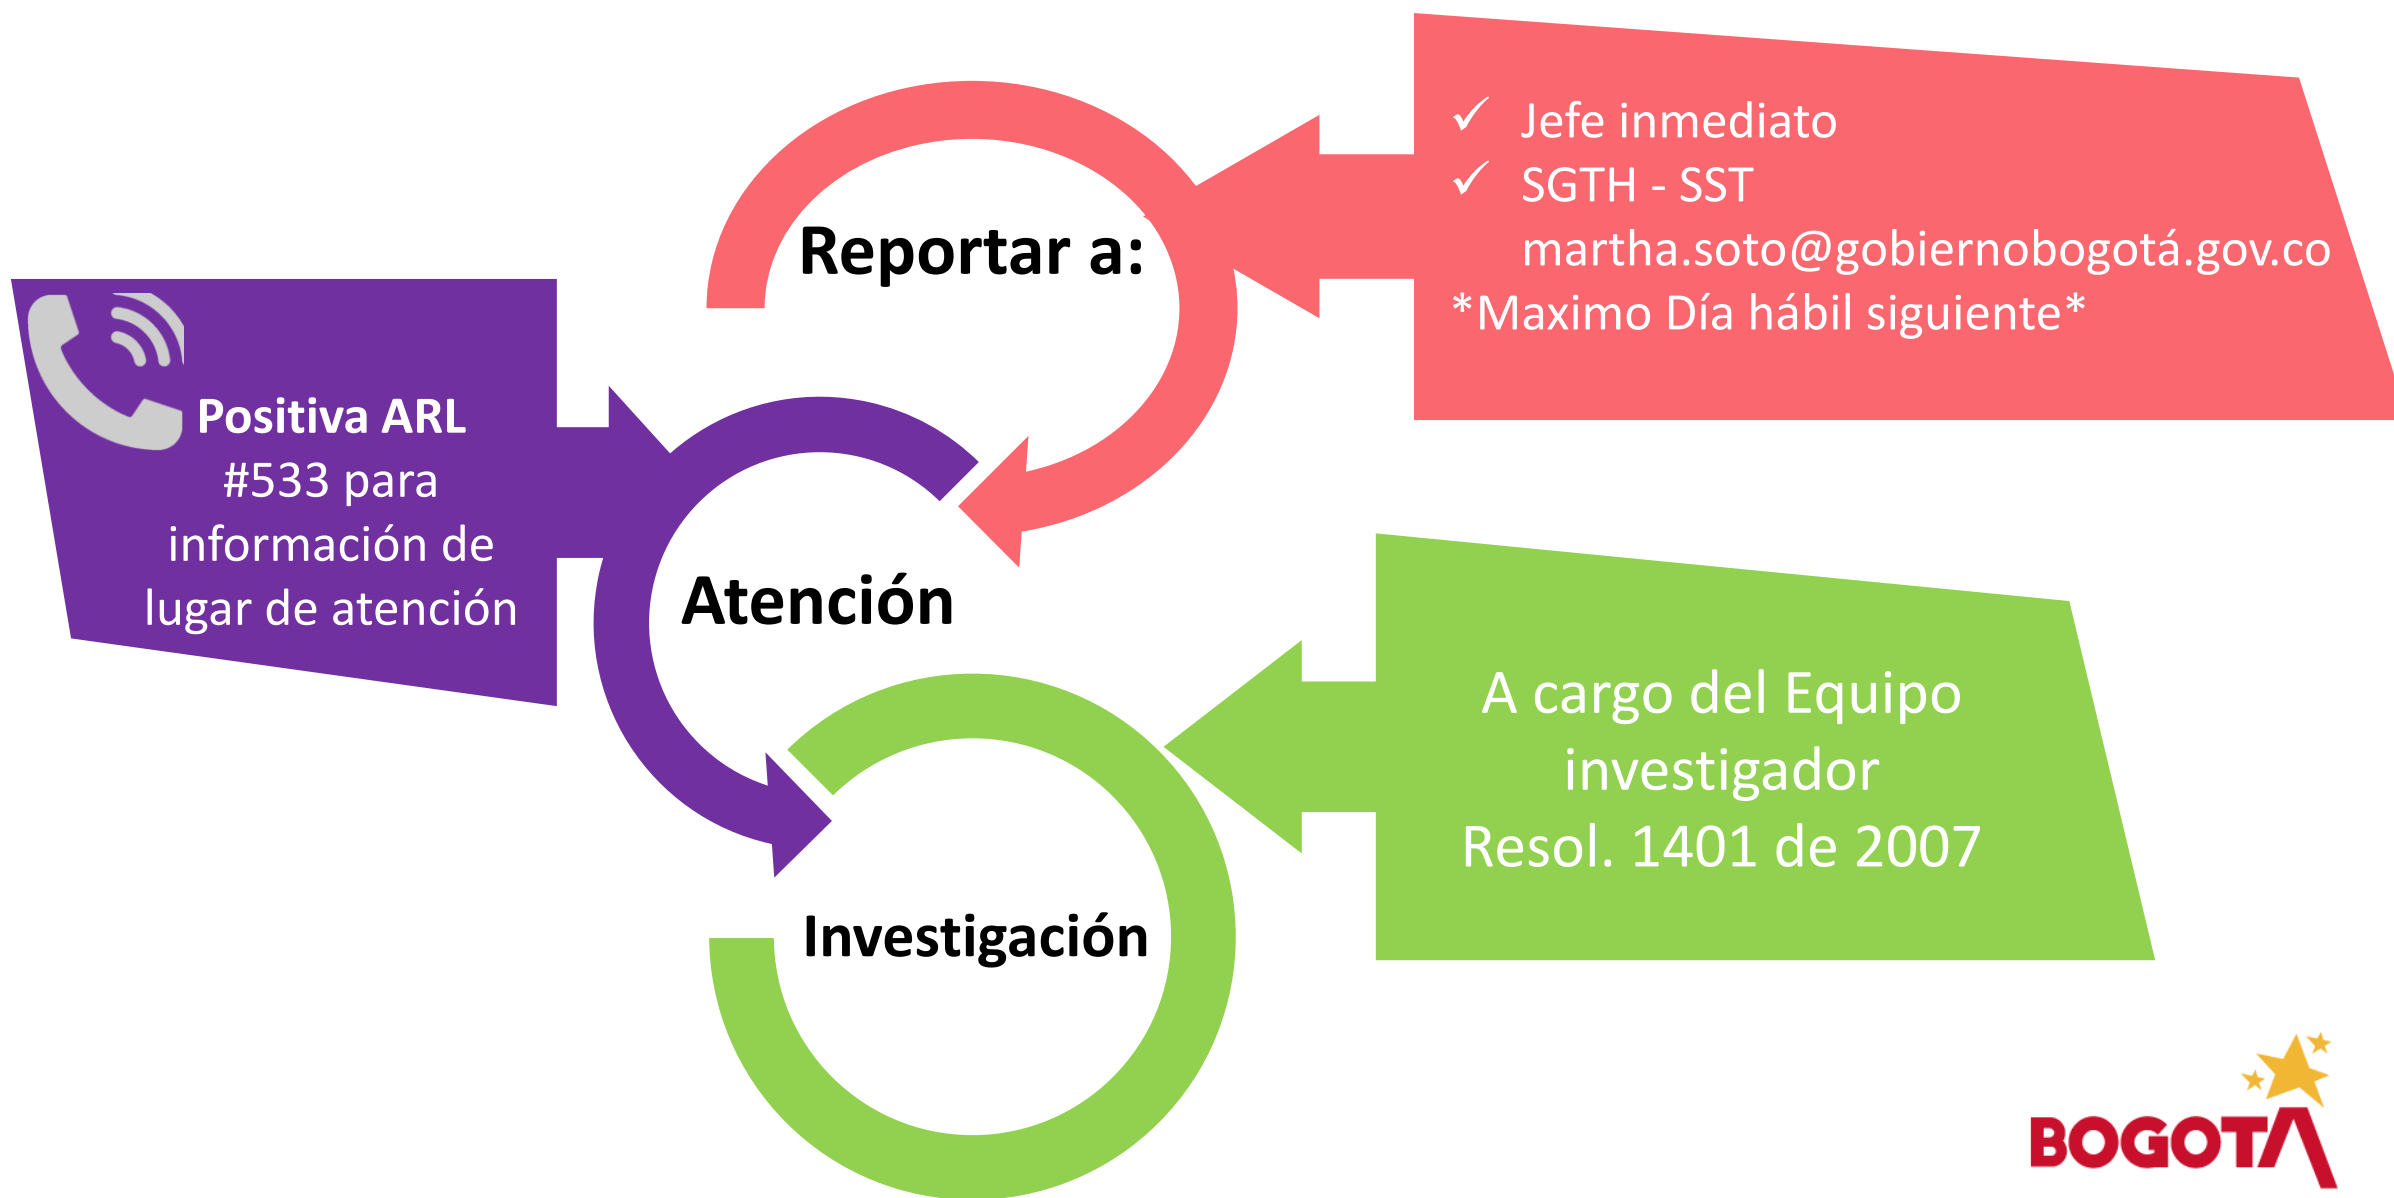 Reportar a:
✓ Jefe inmediato
✓ SGTH - SST
martha.soto@gobiernobogotá.gov.co
*Maximo Día hábil siguiente*
Positiva ARL
#533 para
información de
lugar de atención
Atención
A cargo del Equipo
investigador
Resol. 1401 de 2007
Investigación
BOGOTÁ